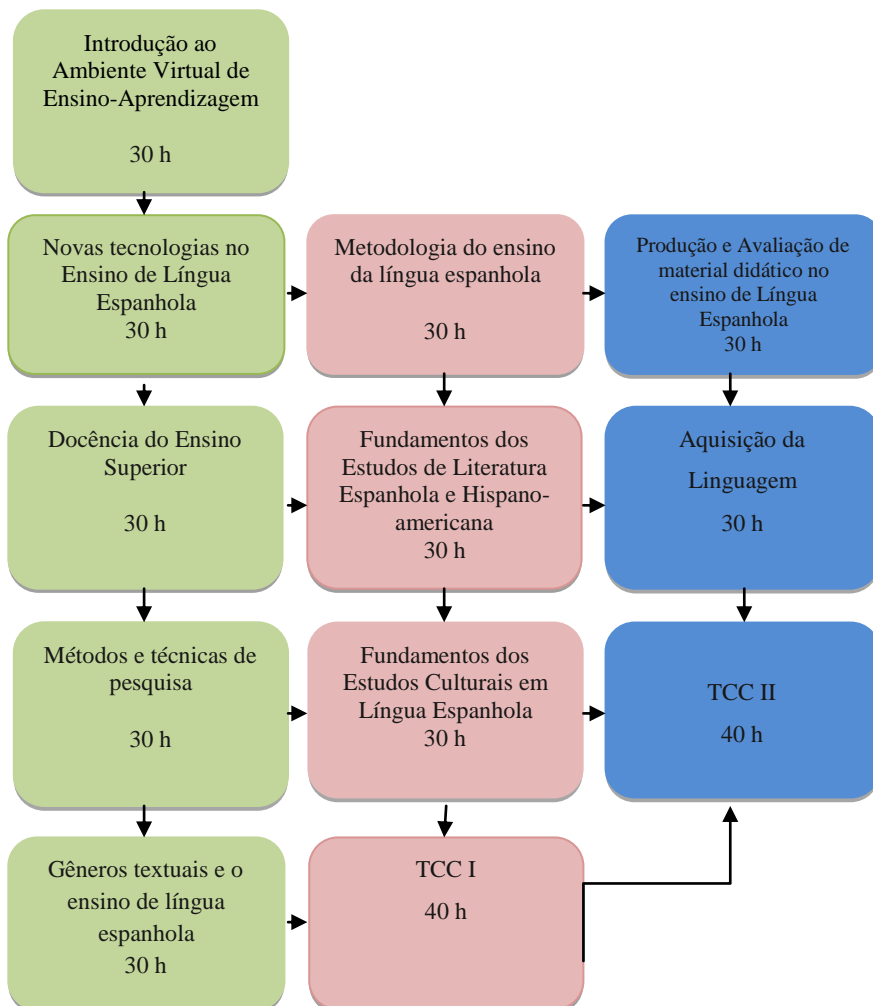 Introdução ao
Ambiente Virtual de
Ensino-Aprendizagem
30 h
Novas tecnologias no
Ensino de Língua
Espanhola
30 h
Metodologia do ensino
da língua espanhola
30 h
Produção e Avaliação de
material didático no
ensino de Língua
Espanhola
30 h
Docência do Ensino
Superior
30 h
Fundamentos dos
Estudos de Literatura
Espanhola e Hispano-
americana
30 h
Aquisição da
Linguagem
30 h
Métodos e técnicas de
pesquisa
30 h
Fundamentos dos
Estudos Culturais em
Língua Espanhola
30 h
TCC II
40 h
Gêneros textuais e o
ensino de língua
espanhola
30 h
TCC I
40 h